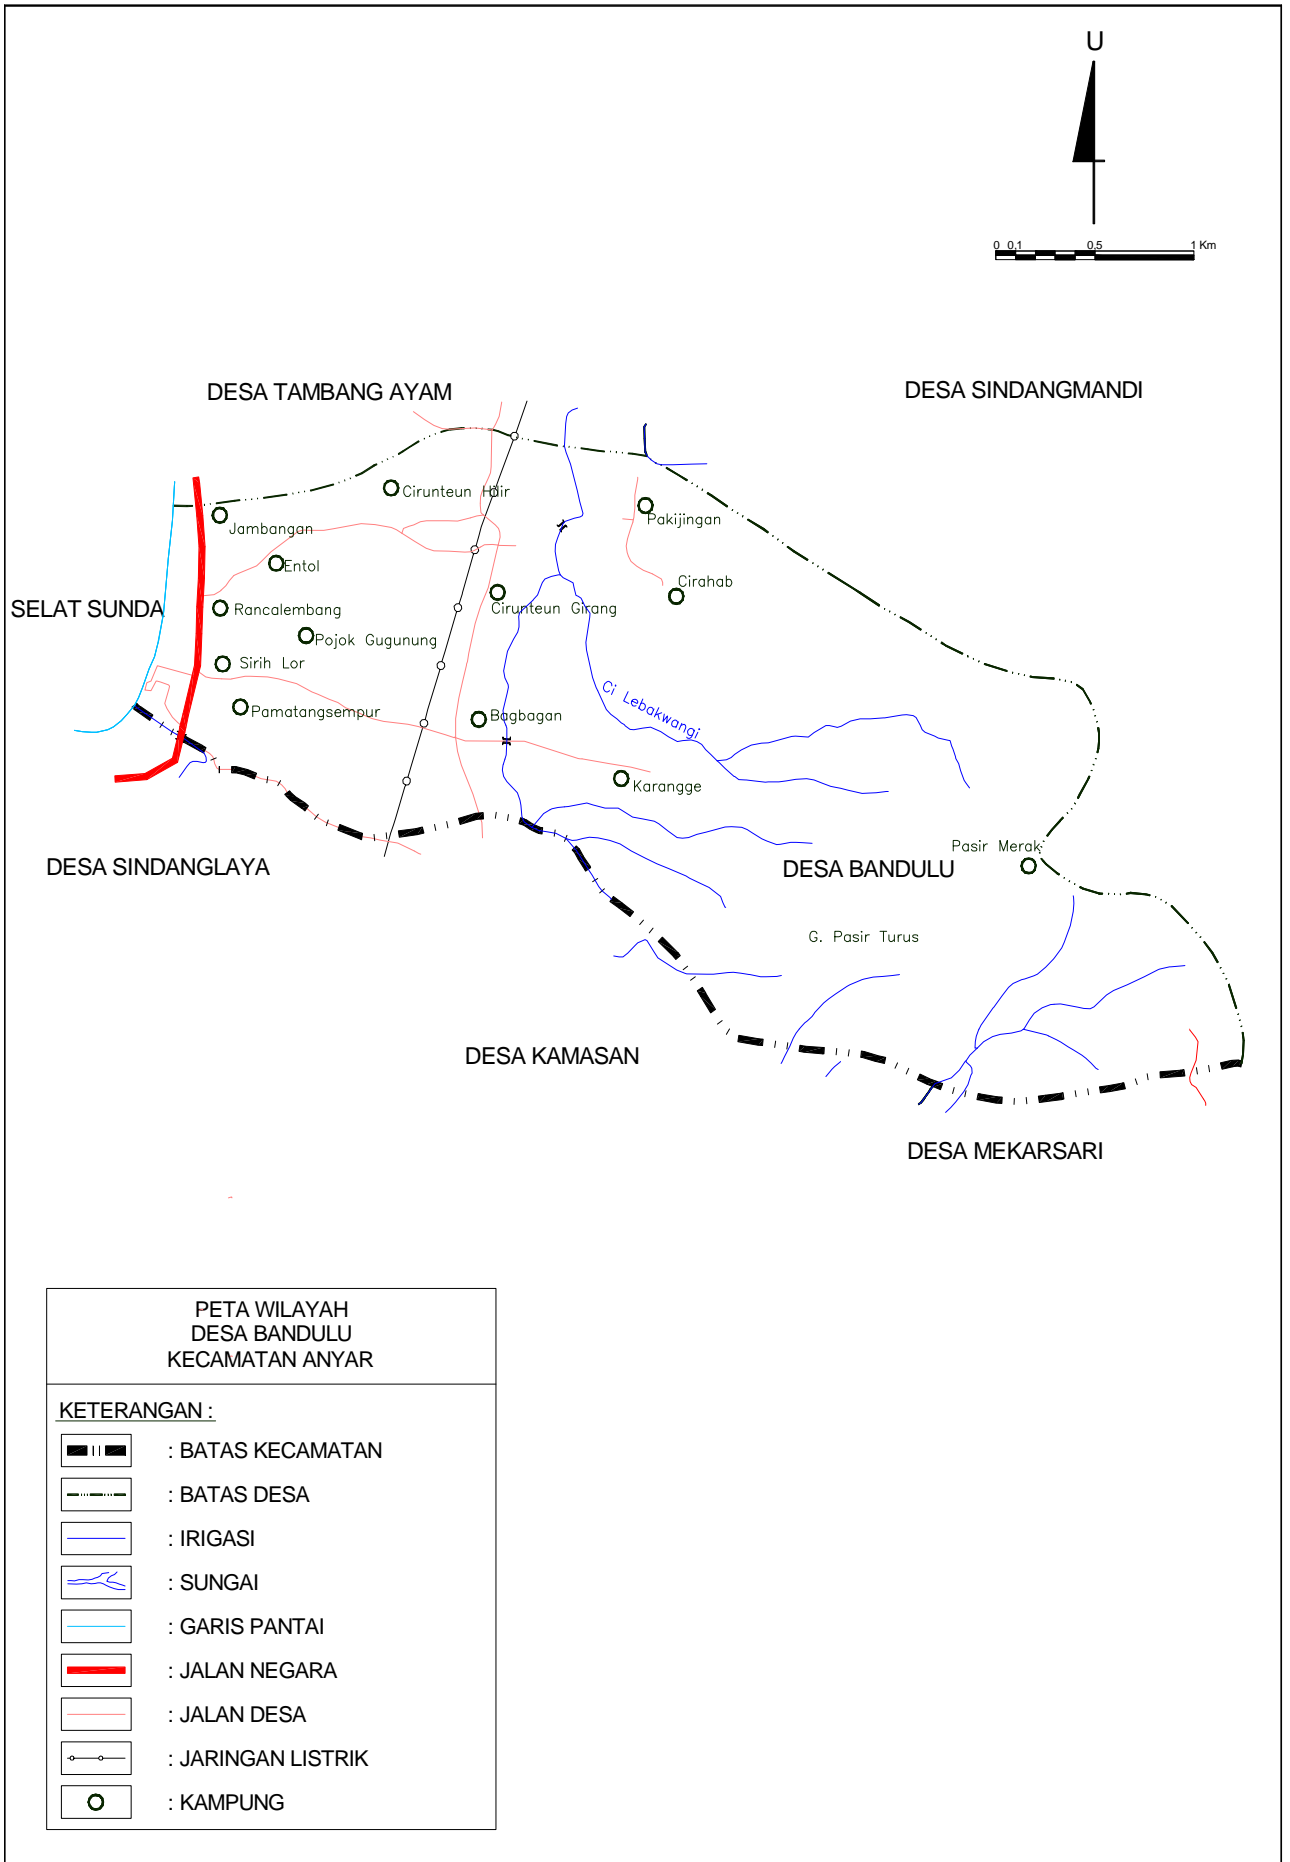 U
0 0,1 0,5 1 Km
DESA TAMBANG AYAM
DESA SINDANGMANDI
Cirunteun Hilir
Pakijingan
Jambangan
Entol
Cirahab
SELAT SUNDA
Rancalembang
Cirunteun Girang
Pojok Gugunung
Sirih Lor
Ci Lebakwangi
Pamatangsempur
Bagbagan
Karangge
Pasir Merak
DESA SINDANGLAYA
DESA BANDULU
G. Pasir Turus
DESA KAMASAN
DESA MEKARSARI
PETA WILAYAH
DESA BANDULU
KECAMATAN ANYAR
KETERANGAN :
: BATAS KECAMATAN
: BATAS DESA
: IRIGASI
: SUNGAI
: GARIS PANTAI
: JALAN NEGARA
: JALAN DESA
: JARINGAN LISTRIK
: KAMPUNG